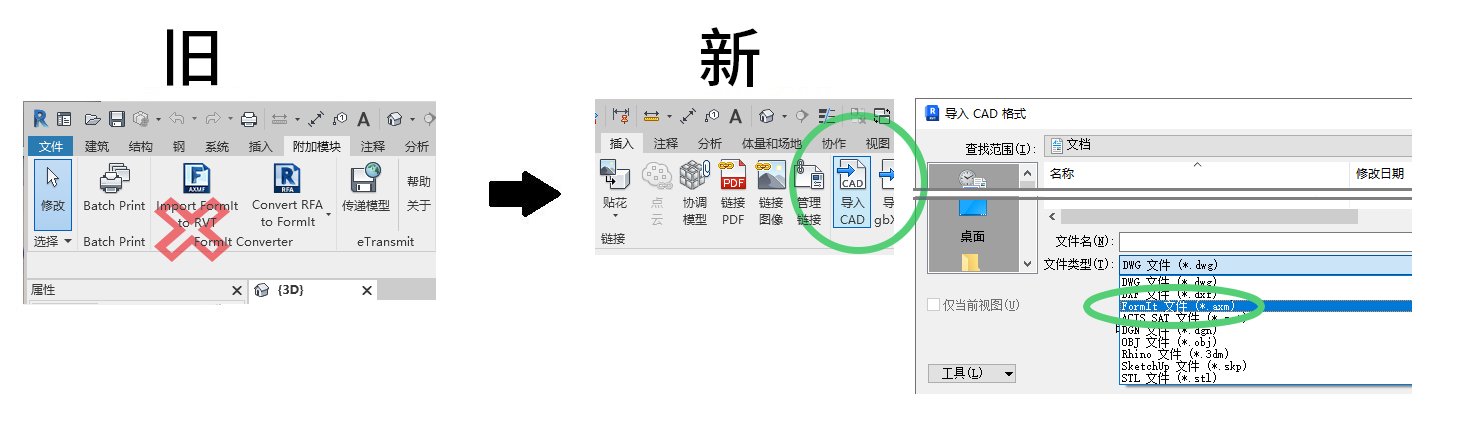 旧
新
文件 建筑 结构 钢 系统 插入 附加模块 注释 分析
AXMF RFA
修改 Batch Print Import FormIt Convert RFA 传递模型 帮助
to RVT to FormIt 关于
选择 Batch Print FormIt Converter eTransmit
属性 {3D}
插入 注释 分析 体量和场地 协作 视图
PDF CAD
贴花 点 协调 链接 链接 管理 导入 导
云 模型 PDF 图像 链接 CAD gbX
链接
导入 CAD 格式
查找范围(I): 文档
名称 修改日期
桌面
文件名(N):
文件类型(T): DWG 文件 (*.dwg)
DWG 文件 (*.dwg)
DXF 文件 (*.dxf)
FormIt 文件 (*.axm)
ACIS SAT 文件 (*.sat)
DGN 文件 (*.dgn)
OBJ 文件 (*.obj)
Rhino 文件 (*.3dm)
SketchUp 文件 (*.skp)
STL 文件 (*.stl)
仅当前视图(U)
工具(L)